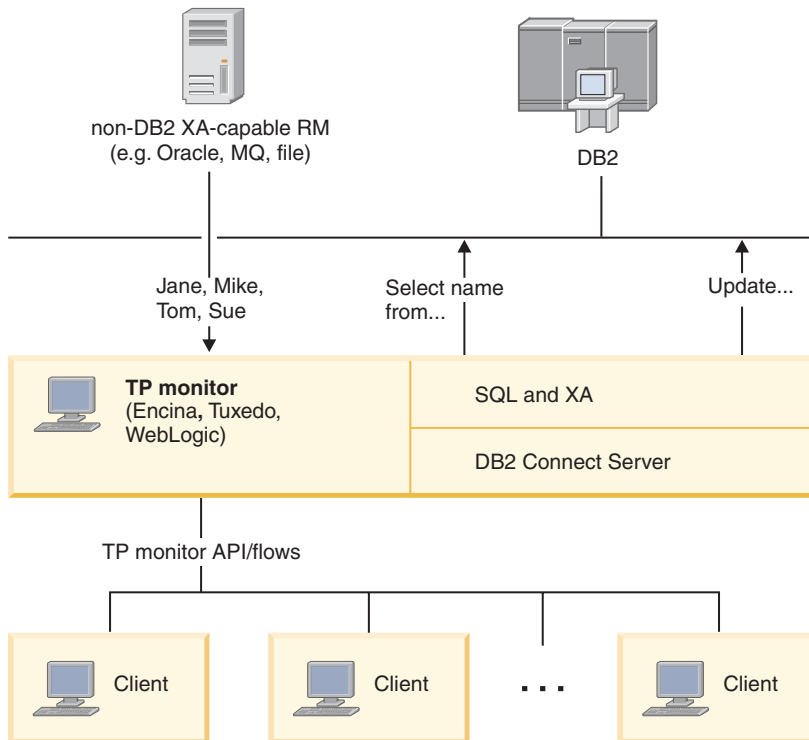 non-DB2 XA-capable RM
(e.g. Oracle, MQ, file)
DB2
Jane, Mike,
Tom, Sue
Select name
from...
Update...
TP monitor
(Encina, Tuxedo,
WebLogic)
SQL and XA
DB2 Connect Server
TP monitor API/flows
Client
Client
...
Client